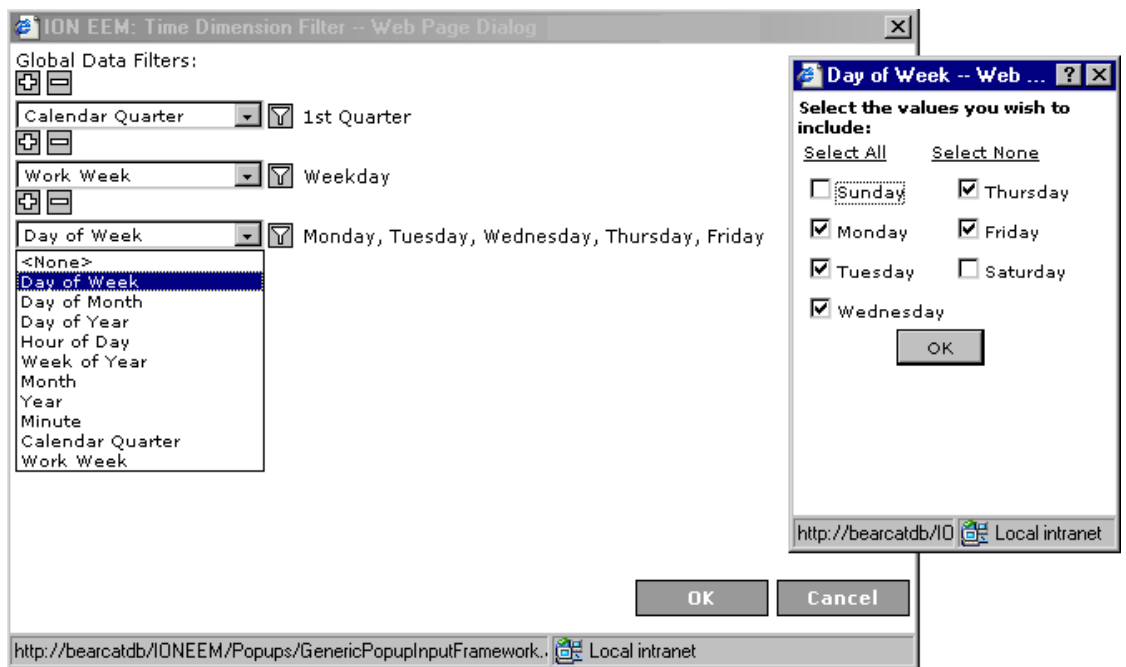 ION EEM: Time Dimension Filter -- Web Page Dialog
Global Data Filters:
Calendar Quarter 1st Quarter
Work Week Weekday
Day of Week Monday, Tuesday, Wednesday, Thursday, Friday
<None>
Day of Week
Day of Month
Day of Year
Hour of Day
Week of Year
Month
Year
Minute
Calendar Quarter
Work Week
OK Cancel
http://bearcatdb/IONEEM/Popups/GenericPopupInputFramework. Local intranet
Day of Week -- Web ...
Select the values you wish to
include:
Select All Select None
Sunday Thursday
Monday Friday
Tuesday Saturday
Wednesday
OK
http://bearcatdb/IO Local intranet